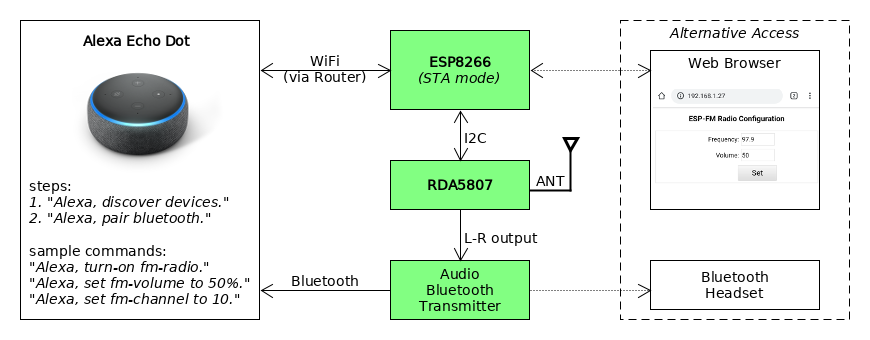 Alexa Echo Dot
steps:
1. "Alexa, discover devices."
2. "Alexa, pair bluetooth."
sample commands:
"Alexa, turn-on fm-radio."
"Alexa, set fm-volume to 50%."
"Alexa, set fm-channel to 10."
WiFi
(via Router)
Bluetooth
ESP8266
(STA mode)
I2C
RDA5807
ANT
L-R output
Audio
Bluetooth
Transmitter
Alternative Access
Web Browser
192.168.1.27
2
ESP-FM Radio Configuration
Frequency: 97.9
Volume: 50
Set
Bluetooth
Headset